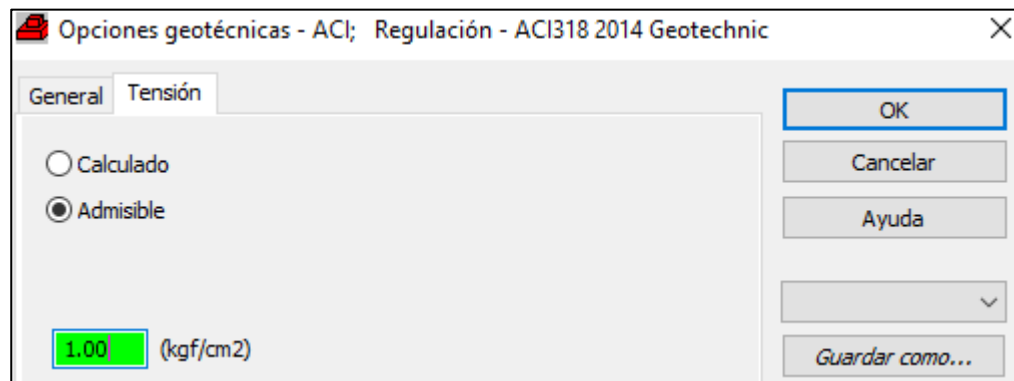 Opciones geotécnicas - ACI; Regulación - ACI318 2014 Geotechnic
General Tensión
OK
Calculado
Cancelar
Admisible
Ayuda
1.00 (kgf/cm2)
Guardar como...